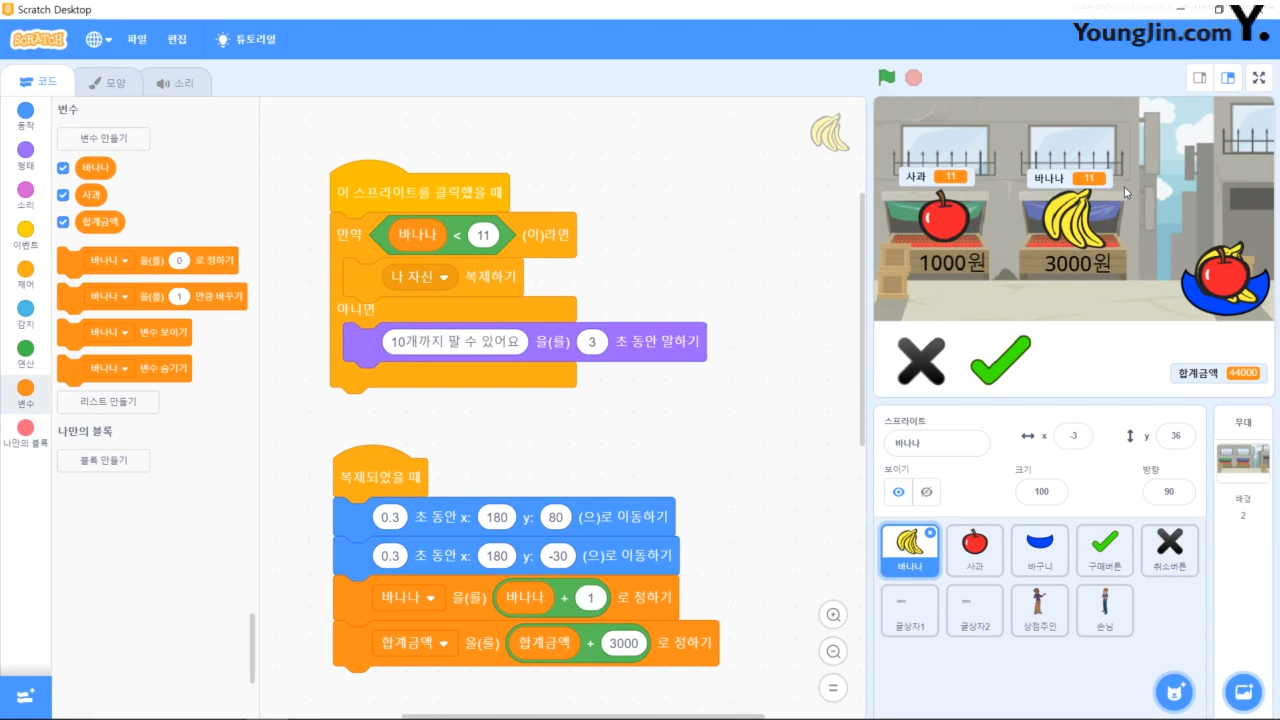 Scratch Desktop
YoungJin.com Y.
SCRATCH
파일
편집
튜토리얼
코드
모양
소리
동작
형태
소리
이벤트
제어
감지
연산
변수
나만의 블록
변수
변수 만들기
바나나
사과
합계금액
바나나 을(를) 0 로 정하기
바나나 을(를) 1 만큼 바꾸기
바나나 변수 보이기
바나나 변수 숨기기
리스트 만들기
나만의 블록
블록 만들기
이 스프라이트를 클릭했을 때
만약 바나나 < 11 (이)라면
나 자신 복제하기
아니면
10개까지 팔 수 있어요 을(를) 3 초 동안 말하기
복제되었을 때
0.3 초 동안 x: 180 y: 80 (으)로 이동하기
0.3 초 동안 x: 180 y: -30 (으)로 이동하기
바나나 을(를) 바나나 + 1 로 정하기
합계금액 을(를) 합계금액 + 3000 로 정하기
사과 11
바나나 11
1000원
3000원
합계금액 44000
스프라이트
바나나
x -3
y 36
보이기
크기
100
방향
90
바나나
사과
바구니
구매버튼
취소버튼
글상자1
글상자2
상점주인
손님
무대
배경
2